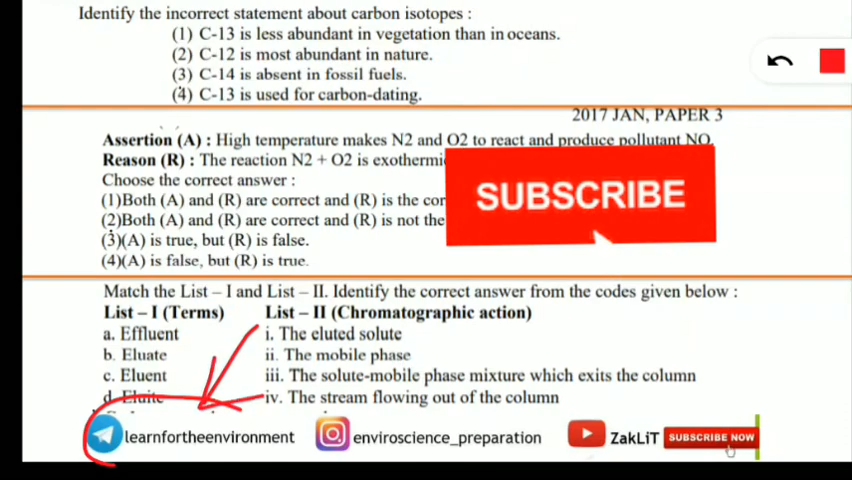 Identify the incorrect statement about carbon isotopes :
(1) C-13 is less abundant in vegetation than in oceans.
(2) C-12 is most abundant in nature.
(3) C-14 is absent in fossil fuels.
(4) C-13 is used for carbon-dating.
2017 JAN, PAPER 3
Assertion (A) : High temperature makes N2 and O2 to react and produce pollutant NO.
Reason (R) : The reaction N2 + O2 is exothermi
Choose the correct answer :
(1)Both (A) and (R) are correct and (R) is the cor
(2)Both (A) and (R) are correct and (R) is not the
(3)(A) is true, but (R) is false.
(4)(A) is false, but (R) is true.
SUBSCRIBE
Match the List – I and List – II. Identify the correct answer from the codes given below :
List – I (Terms) List – II (Chromatographic action)
a. Effluent i. The eluted solute
b. Eluate ii. The mobile phase
c. Eluent iii. The solute-mobile phase mixture which exits the column
d. Eluite iv. The stream flowing out of the column
learnfortheenvironment enviroscience_preparation ZakLiT SUBSCRIBE NOW